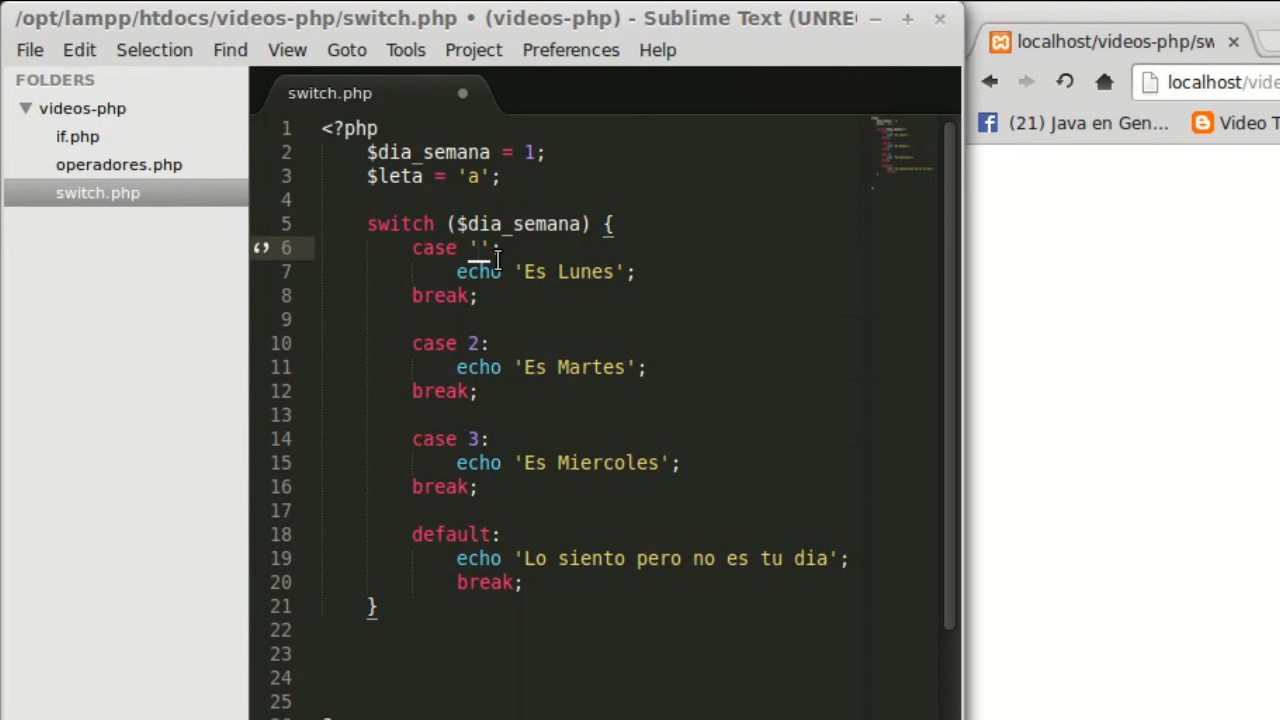 /opt/lampp/htdocs/videos-php/switch.php • (videos-php) - Sublime Text (UNRE
File Edit Selection Find View Goto Tools Project Preferences Help
FOLDERS
videos-php
if.php
operadores.php
switch.php
switch.php
1 <?php
2 $dia_semana = 1;
3 $leta = 'a';
4
5 switch ($dia_semana) {
6 case '':
7 echo 'Es Lunes';
8 break;
9
10 case 2:
11 echo 'Es Martes';
12 break;
13
14 case 3:
15 echo 'Es Miercoles';
16 break;
17
18 default:
19 echo 'Lo siento pero no es tu dia';
20 break;
21 }
22
23
24
25
localhost/videos-php/sw
localhost/vide
(21) Java en Gen... Video T